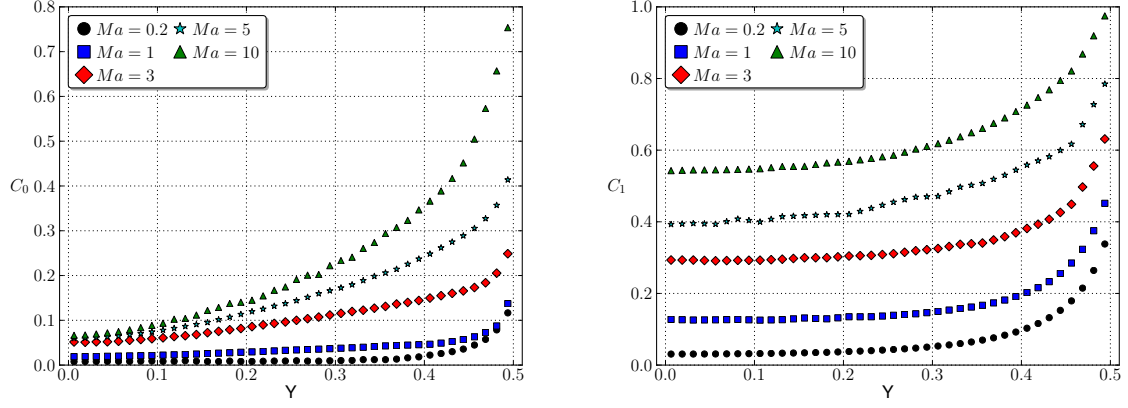 0.8
0.7
0.6
0.5
0.4
0.3
0.2
0.1
0.0
C0
Ma = 0.2
Ma = 5
Ma = 1
Ma = 10
Ma = 3
0.0 0.1 0.2 0.3 0.4 0.5
Y
1.0
0.8
0.6
0.4
0.2
0.0
C1
Ma = 0.2
Ma = 5
Ma = 1
Ma = 10
Ma = 3
0.0 0.1 0.2 0.3 0.4 0.5
Y